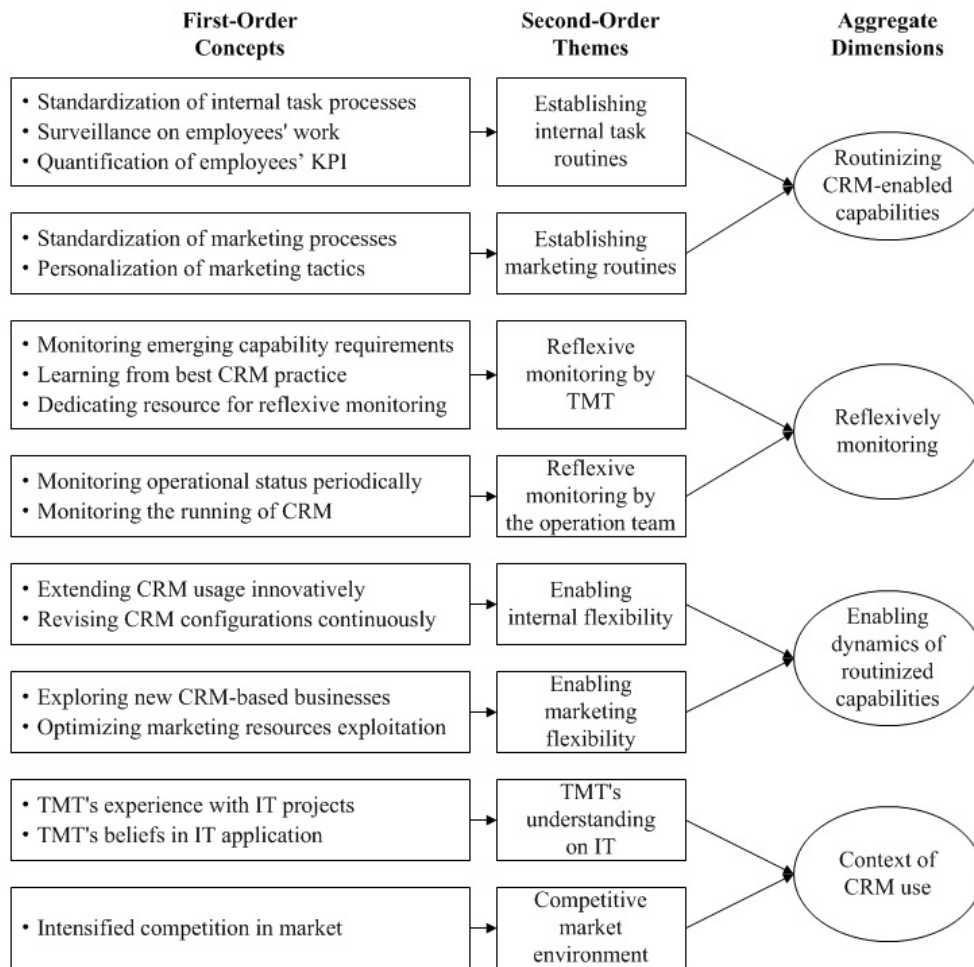 First-Order
Concepts
Second-Order
Themes
Aggregate
Dimensions
• Standardization of internal task processes
• Surveillance on employees' work
• Quantification of employees’ KPI
Establishing
internal task
routines
Routinizing
CRM-enabled
capabilities
• Standardization of marketing processes
• Personalization of marketing tactics
Establishing
marketing routines
• Monitoring emerging capability requirements
• Learning from best CRM practice
• Dedicating resource for reflexive monitoring
Reflexive
monitoring by
TMT
Reflexively
monitoring
• Monitoring operational status periodically
• Monitoring the running of CRM
Reflexive
monitoring by
the operation team
• Extending CRM usage innovatively
• Revising CRM configurations continuously
Enabling
internal flexibility
Enabling
dynamics of
routinized
capabilities
• Exploring new CRM-based businesses
• Optimizing marketing resources exploitation
Enabling
marketing
flexibility
• TMT's experience with IT projects
• TMT's beliefs in IT application
TMT's
understanding
on IT
Context of
CRM use
• Intensified competition in market
Competitive
market
environment